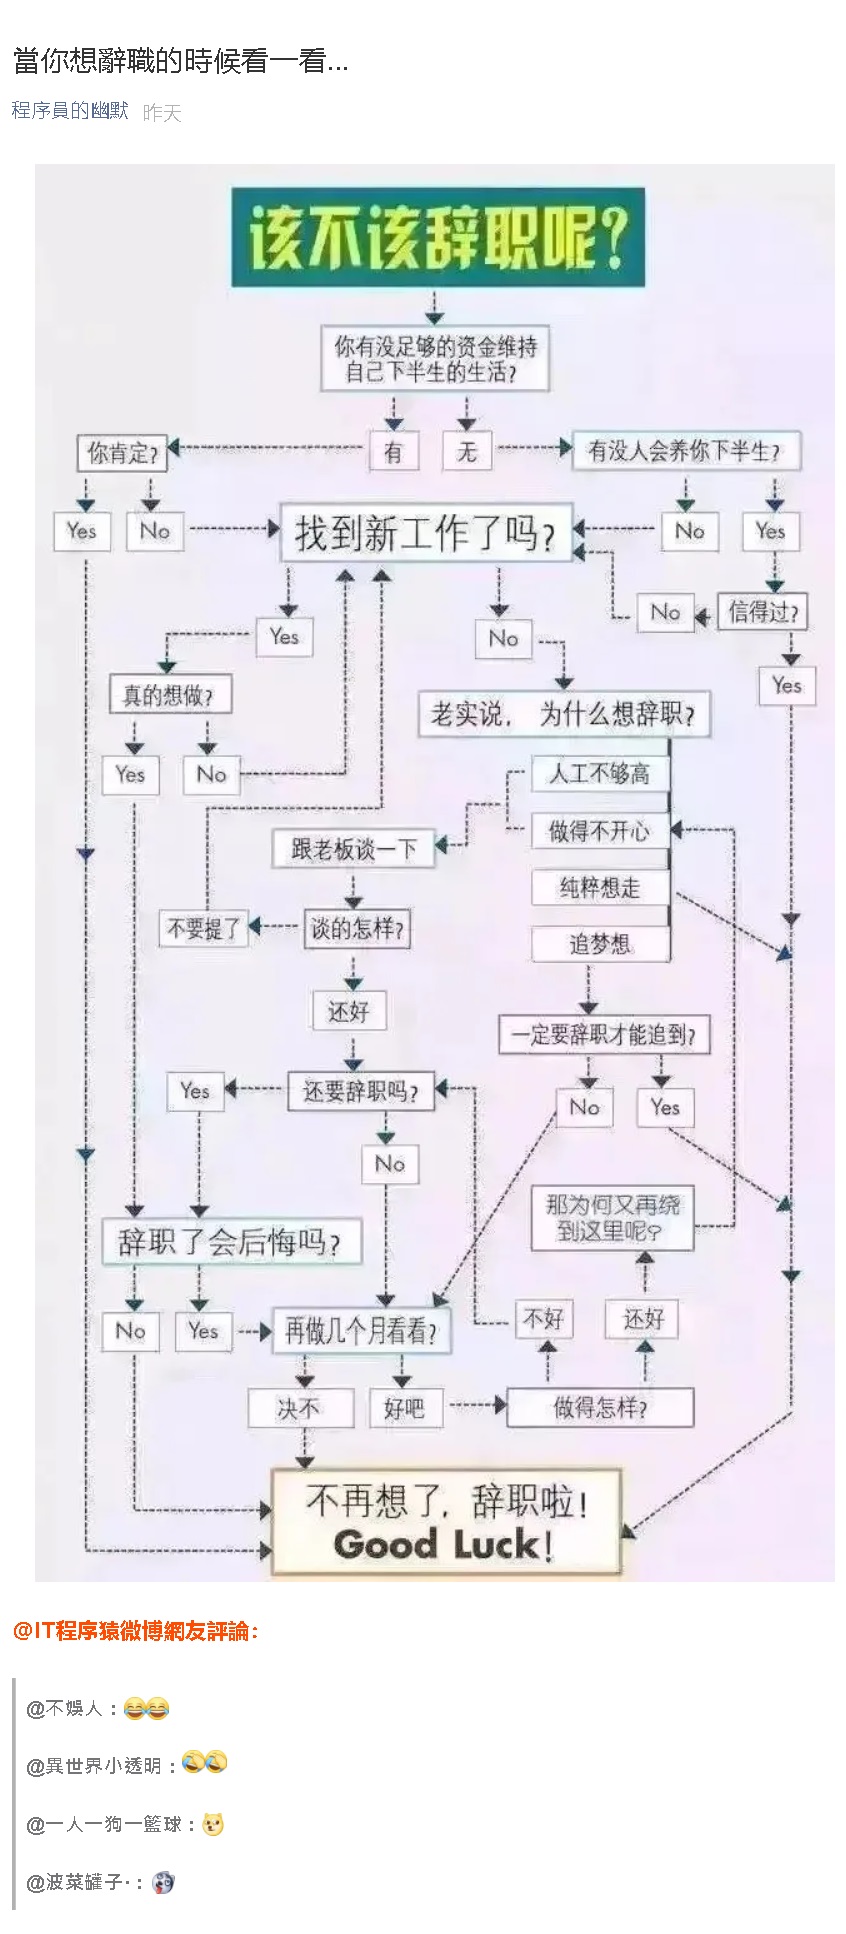 當你想辭職的時候看一看...
程序員的幽默 昨天
该不该辞职呢?
你有没足够的资金维持
自己下半生的生活?
你肯定?
有
无
有没人会养你下半生?
Yes
No
找到新工作了吗?
No
Yes
Yes
No
No
信得过?
真的想做?
Yes
老实说， 为什么想辞职?
Yes
No
人工不够高
跟老板谈一下
做得不开心
纯粹想走
不要提了
谈的怎样?
追梦想
还好
一定要辞职才能追到?
Yes
还要辞职吗?
No
Yes
No
辞职了会后悔吗?
那为何又再绕
到这里呢?
No
Yes
再做几个月看看?
不好
还好
决不
好吧
做得怎样?
不再想了，辞职啦!
Good Luck!
@IT程序猿微博網友評論:
@不娛人：😂😂
@異世界小透明：🤣🤣
@一人一狗一籃球：
@波菜罐子·：